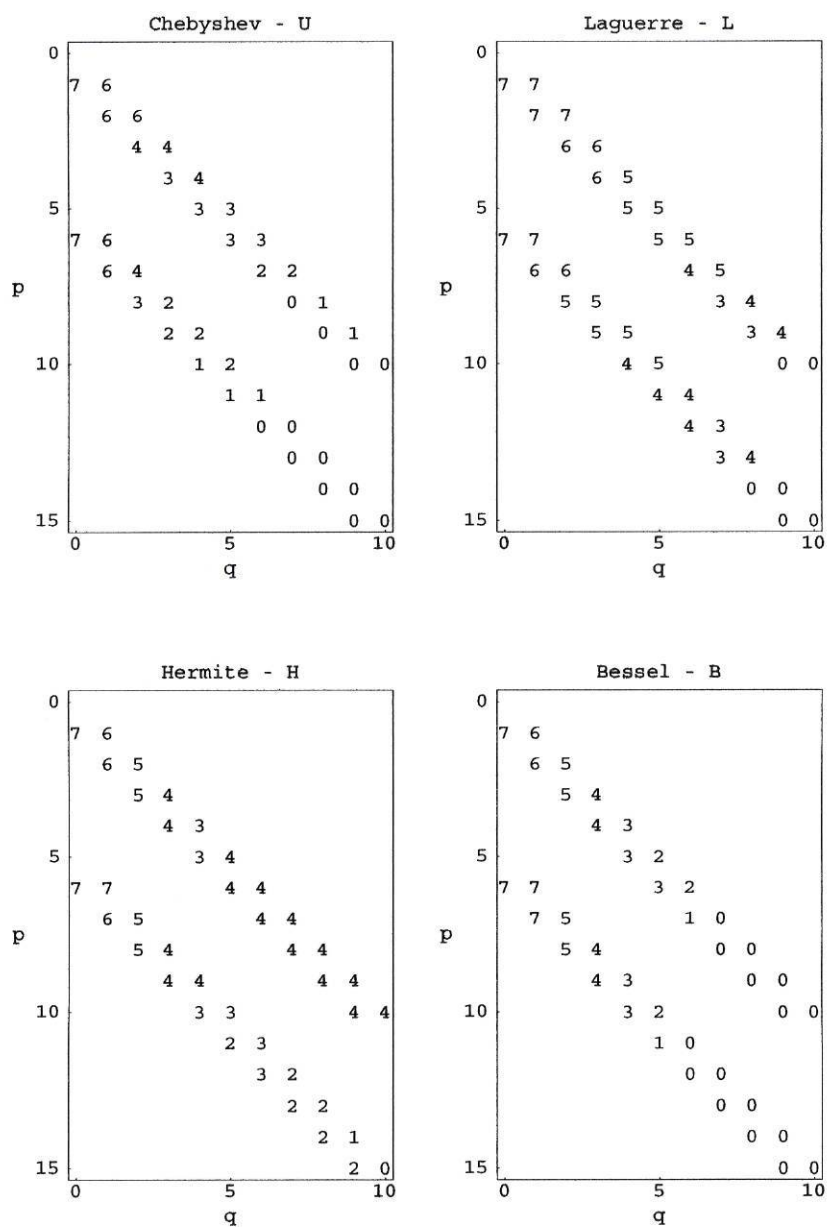 Chebyshev - U
0
7 6
6 6
4 4
3 4
5 3 3
7 6 3 3
6 4 2 2
p
3 2 0 1
2 2 0 1
10 1 2 0 0
1 1
0 0
0 0
0 0
15 0 0
0 5 10
q
Laguerre - L
0
7 7
7 7
6 6
6 5
5 5 5
7 7 5 5
6 6 4 5
p
5 5 3 4
5 5 3 4
10 4 5 0 0
4 4
4 3
3 4
0 0
15 0 0
0 5 10
q
Hermite - H
0
7 6
6 5
5 4
4 3
5 3 4
7 7 4 4
6 5 4 4
p
5 4 4 4
4 4 4 4
10 3 3 4 4
2 3
3 2
2 2
2 1
15 2 0
0 5 10
q
Bessel - B
0
7 6
6 5
5 4
4 3
5 3 2
7 7 3 2
7 5 1 0
p
5 4 0 0
4 3 0 0
10 3 2 0 0
1 0
0 0
0 0
0 0
15 0 0
0 5 10
q